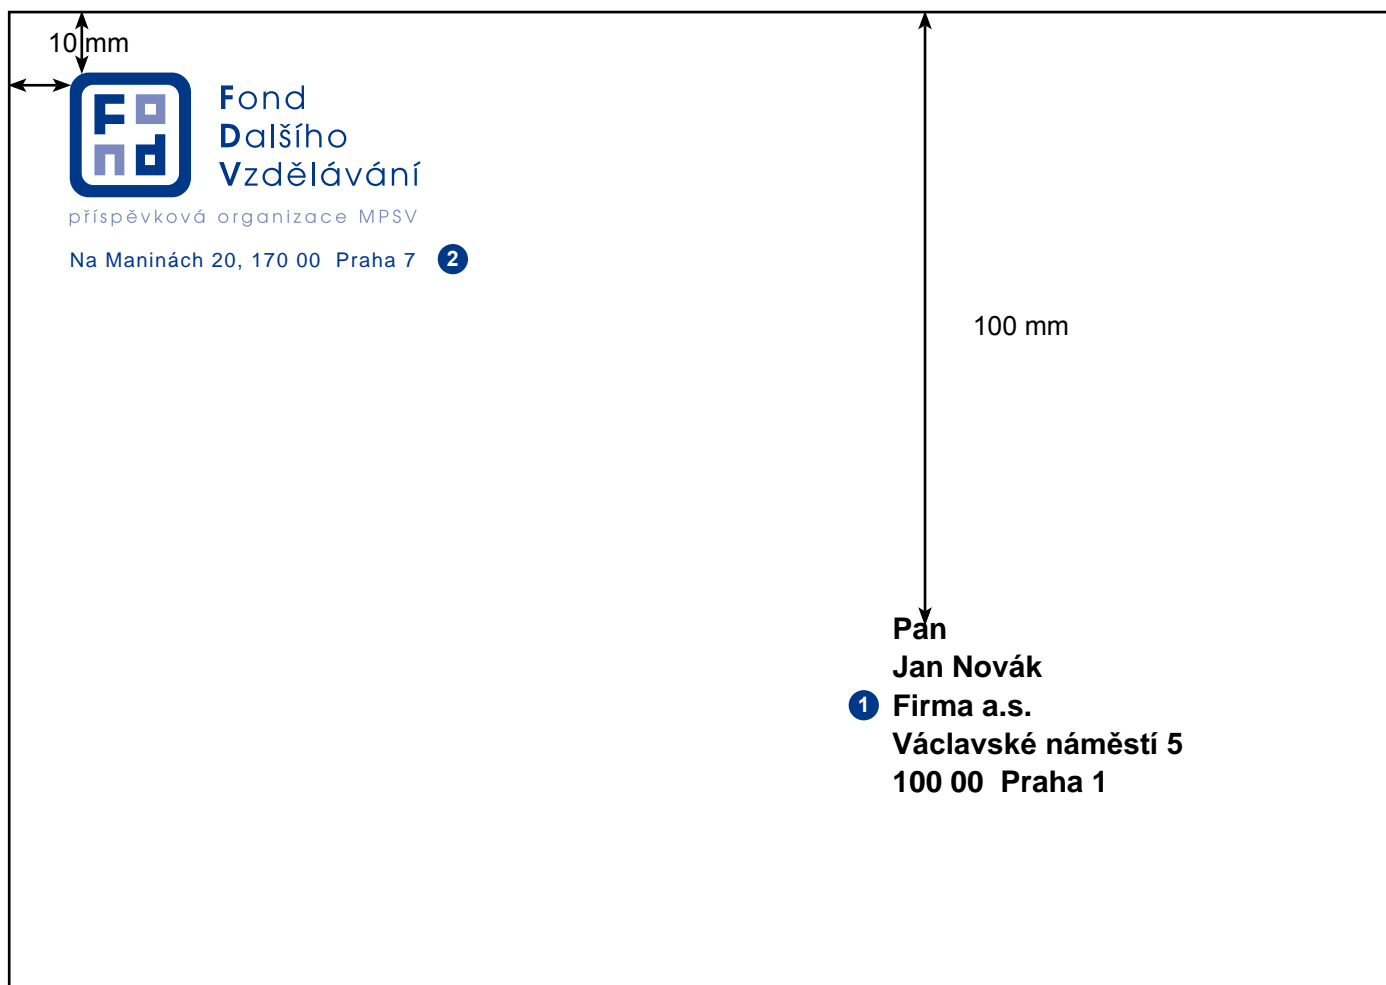 10 mm
Fond
Fond
Dalšího
Vzdělávání
příspěvková organizace MPSV
Na Maninách 20, 170 00 Praha 7 2
100 mm
Pan
Jan Novák
1 Firma a.s.
Václavské náměstí 5
100 00 Praha 1